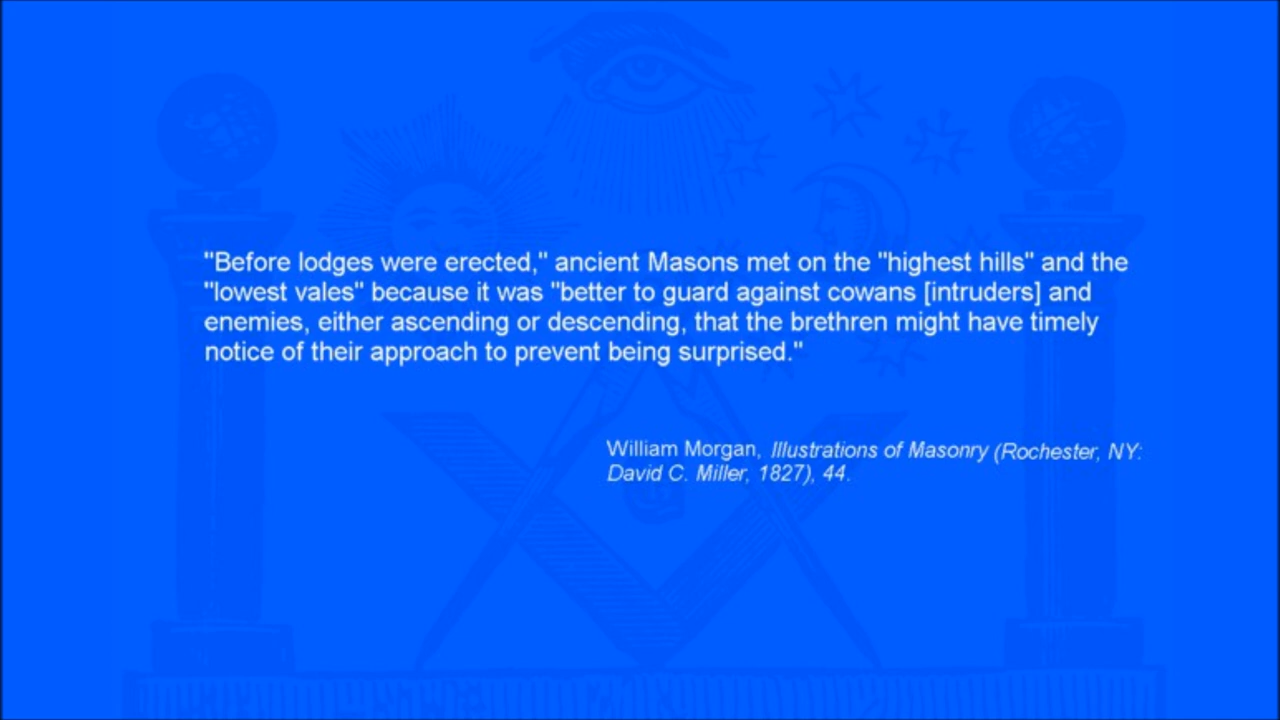 "Before lodges were erected," ancient Masons met on the "highest hills" and the
"lowest vales" because it was "better to guard against cowans [intruders] and
enemies, either ascending or descending, that the brethren might have timely
notice of their approach to prevent being surprised."
William Morgan, Illustrations of Masonry (Rochester, NY:
David C. Miller, 1827), 44.